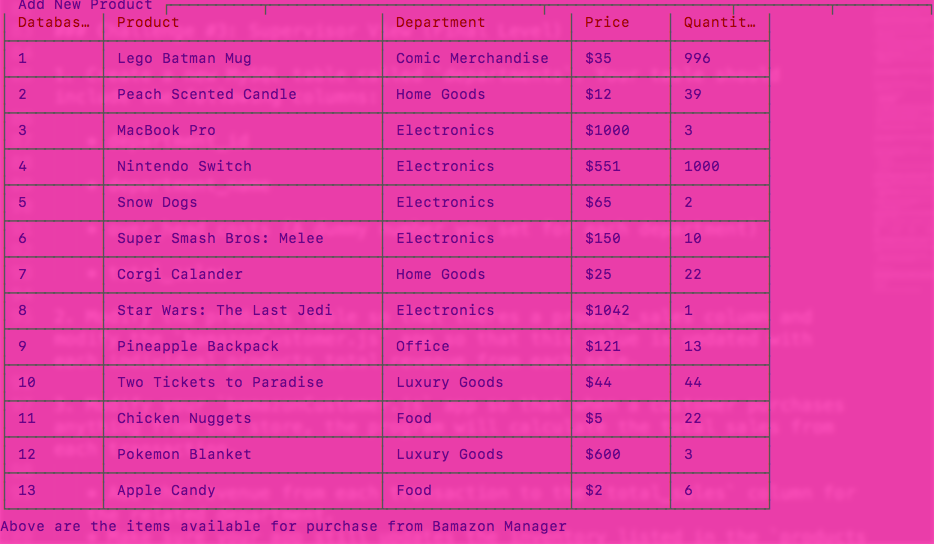 Add New Product
Databas… Product Department Price Quantit…
1 Lego Batman Mug Comic Merchandise $35 996
2 Peach Scented Candle Home Goods $12 39
3 MacBook Pro Electronics $1000 3
4 Nintendo Switch Electronics $551 1000
5 Snow Dogs Electronics $65 2
6 Super Smash Bros: Melee Electronics $150 10
7 Corgi Calander Home Goods $25 22
8 Star Wars: The Last Jedi Electronics $1042 1
9 Pineapple Backpack Office $121 13
10 Two Tickets to Paradise Luxury Goods $44 44
11 Chicken Nuggets Food $5 22
12 Pokemon Blanket Luxury Goods $600 3
13 Apple Candy Food $2 6
Above are the items available for purchase from Bamazon Manager